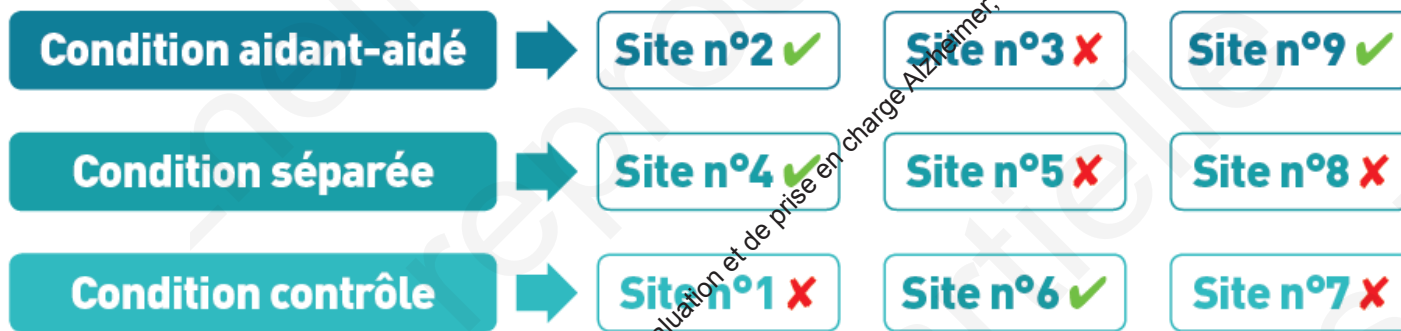 Condition aidant-aidé Site n°2 ✔ Site n°3 ✘ Site n°9 ✔
Condition séparée Site n°4 ✔ Site n°5 ✘ Site n°8 ✘
Condition contrôle Site n°1 ✘ Site n°6 ✔ Site n°7 ✘
et de prise en charge Alzheimer,